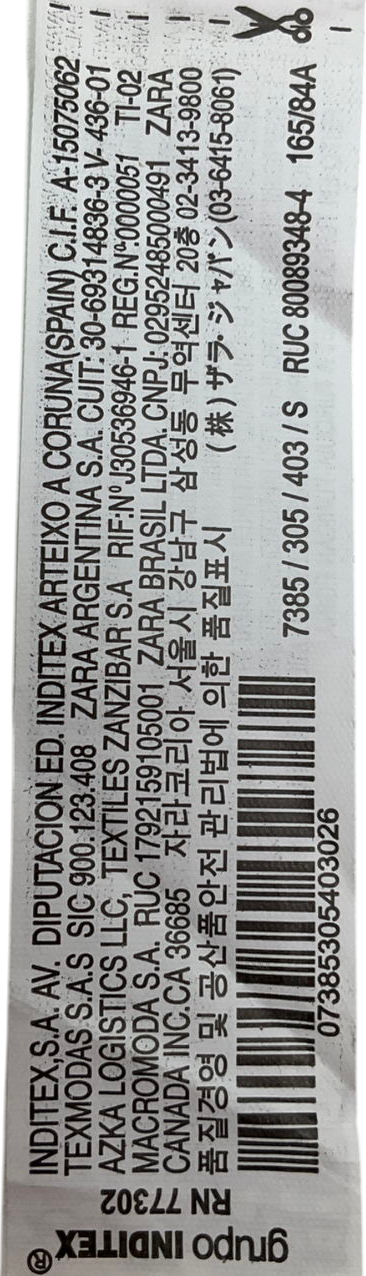 INDITEX,S.A. AV. DIPUTACION ED. INDITEX ARTEIXO A CORUNA(SPAIN) C.I.F. A-15075062
TEXMODAS S.A.S SIC 900.123.408 ZARA ARGENTINA S.A. CUIT: 30-69314836-3 V- 436-01
AZKA LOGISTICS LLC, TEXTILES ZANZIBAR S.A RIF:Nº J30536946-1 REG.Nº:0000051 TI-02
MACROMODA S.A. RUC 1792159105001 ZARA BRASIL LTDA. CNPJ: 02952485000491 ZARA
CANADA INC.CA 36685 자라코리아 서울시 강남구 삼성동 무역센터 20층 02-3413-9800
품질경영 및 공산품안전 관리법에 의한 품질표시 (株) ザラ・ジャパン(03-6415-8061)
7385 / 305 / 403 / S RUC 80089348-4 165/84A
07385305403026
RN 77302
grupo INDITEX®